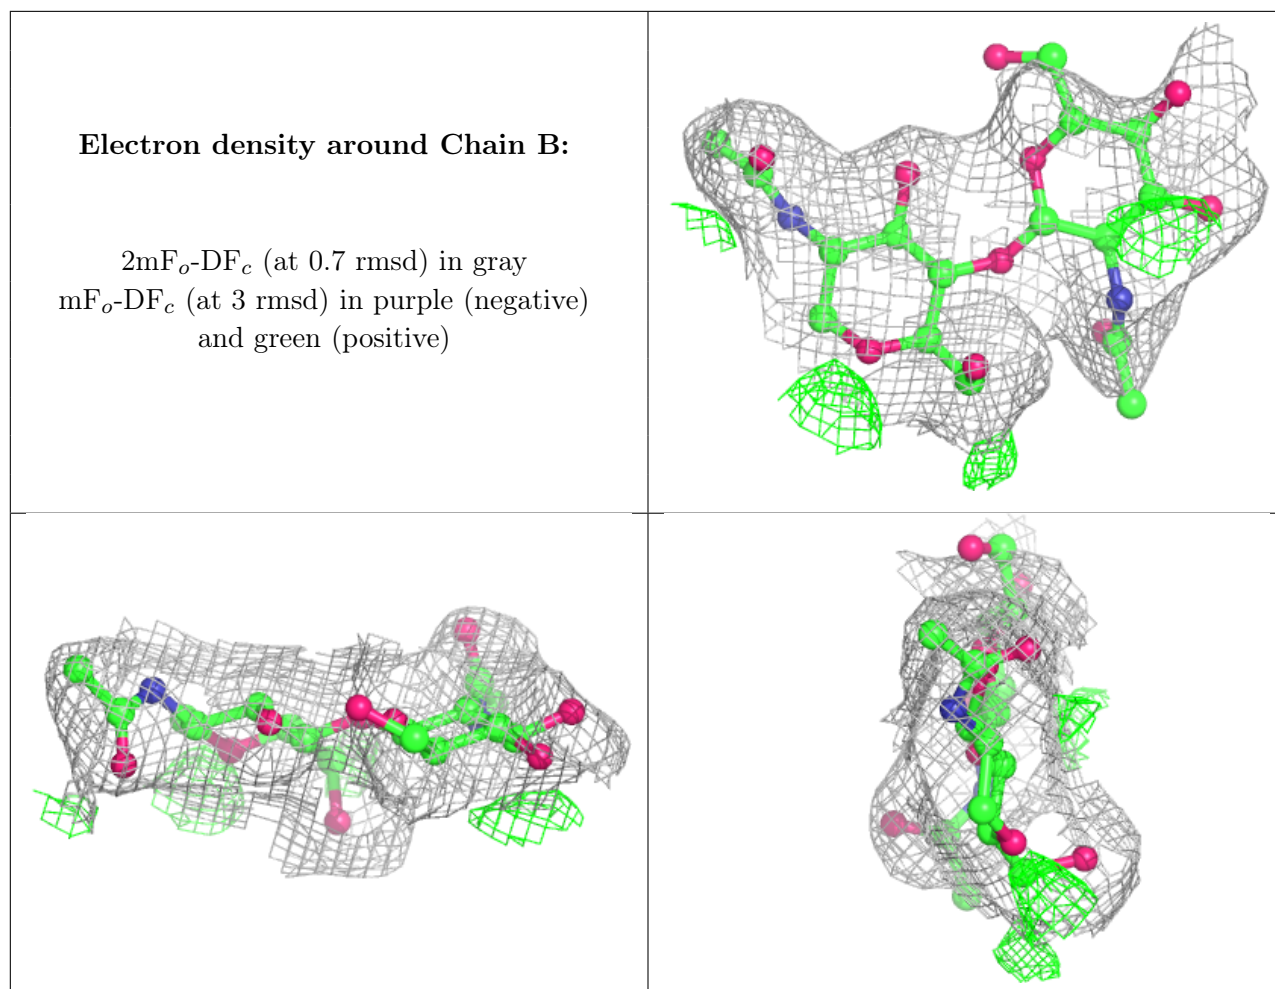 Electron density around Chain B:
2mFₒ-DF𝒸 (at 0.7 rmsd) in gray
mFₒ-DF𝒸 (at 3 rmsd) in purple (negative)
and green (positive)